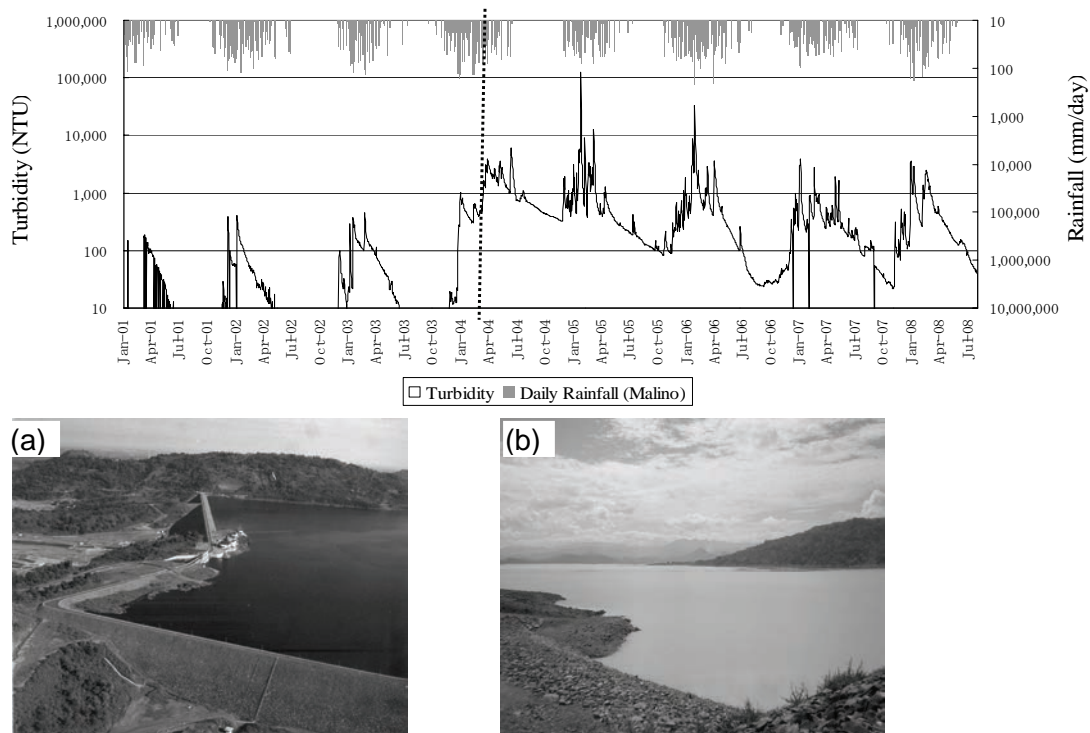 Turbidity (NTU)
1,000,000
100,000
10,000
1,000
100
10
10
100
1,000
10,000
100,000
1,000,000
10,000,000
Rainfall (mm/day)
Jan-01
Apr-01
Jul-01
Oct-01
Jan-02
Apr-02
Jul-02
Oct-02
Jan-03
Apr-03
Jul-03
Oct-03
Jan-04
Apr-04
Jul-04
Oct-04
Jan-05
Apr-05
Jul-05
Oct-05
Jan-06
Apr-06
Jul-06
Oct-06
Jan-07
Apr-07
Jul-07
Oct-07
Jan-08
Apr-08
Jul-08
Turbidity Daily Rainfall (Malino)
(a)
(b)